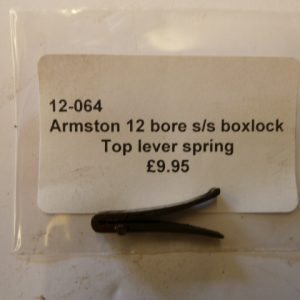 12-064
Armston 12 bore s/s boxlock
Top lever spring
£9.95